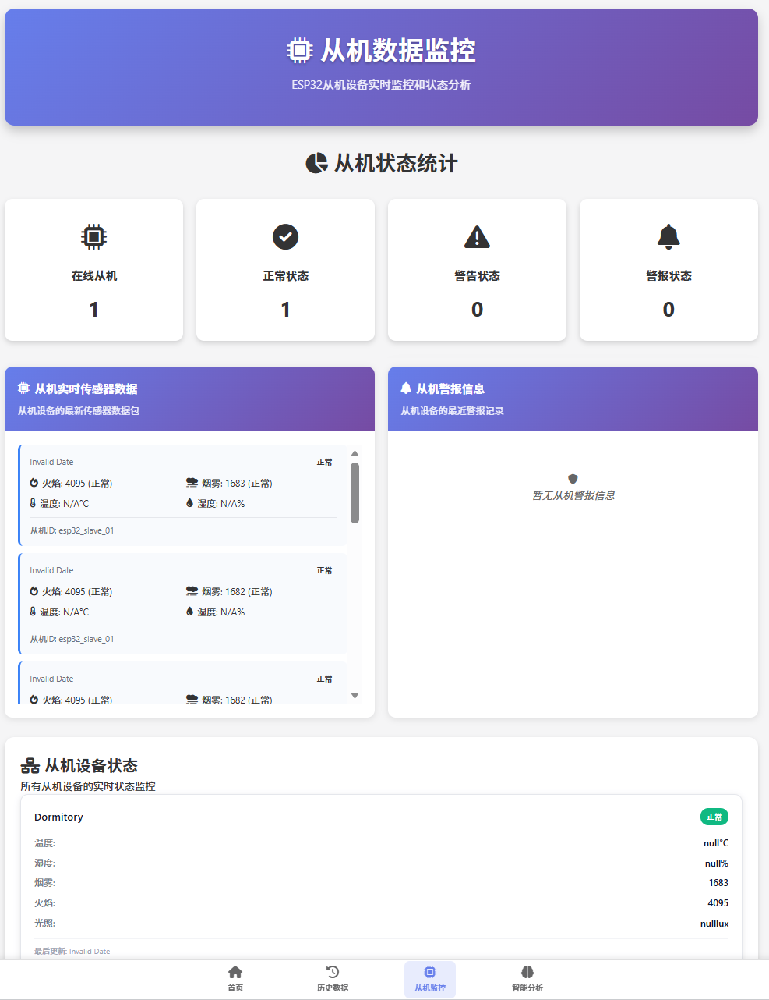 从机数据监控
ESP32从机设备实时监控和状态分析
从机状态统计
在线从机
1
正常状态
1
警告状态
0
警报状态
0
从机实时传感器数据
从机设备的最新传感器数据包
Invalid Date 正常
火焰: 4095 (正常) 烟雾: 1683 (正常)
温度: N/A°C 湿度: N/A%
从机ID: esp32_slave_01
Invalid Date 正常
火焰: 4095 (正常) 烟雾: 1682 (正常)
温度: N/A°C 湿度: N/A%
从机ID: esp32_slave_01
Invalid Date 正常
火焰: 4095 (正常) 烟雾: 1682 (正常)
从机警报信息
从机设备的最近警报记录
暂无从机警报信息
从机设备状态
所有从机设备的实时状态监控
Dormitory 正常
温度: null°C
湿度: null%
烟雾: 1683
火焰: 4095
光照: nulllux
最后更新: Invalid Date
首页 历史数据 从机监控 智能分析